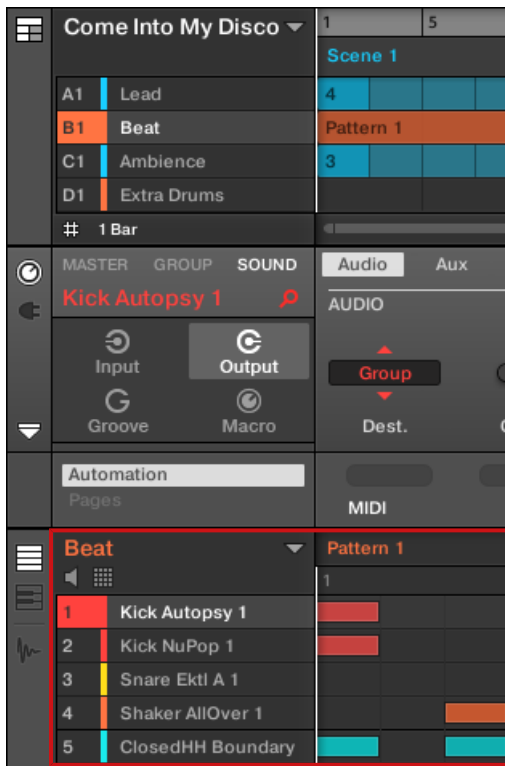 Come Into My Disco
1 5
Scene 1
A1 Lead 4
B1 Beat Pattern 1
C1 Ambience 3
D1 Extra Drums
1 Bar
MASTER GROUP SOUND Audio Aux
Kick Autopsy 1 AUDIO
Input Output Group
Groove Macro Dest.
Automation
Pages MIDI
Beat Pattern 1
1
1 Kick Autopsy 1
2 Kick NuPop 1
3 Snare Ektl A 1
4 Shaker AllOver 1
5 ClosedHH Boundary